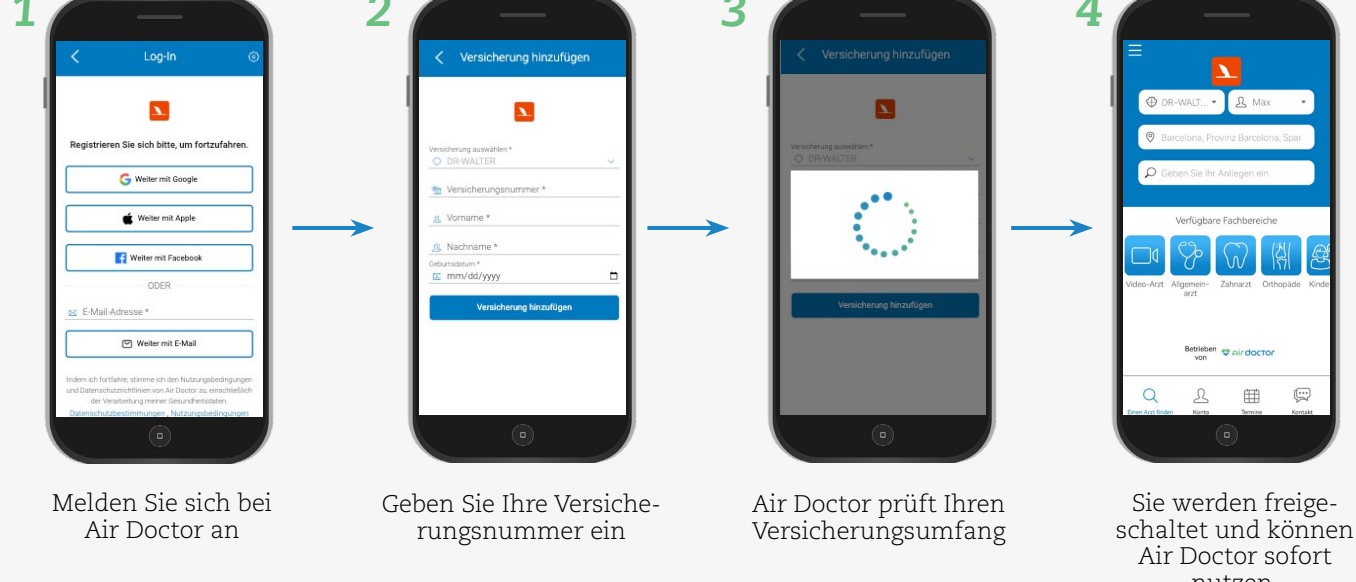 1
2
3
4
Log-In
Registrieren Sie sich bitte, um fortzufahren.
Weiter mit Google
Weiter mit Apple
Weiter mit Facebook
ODER
E-Mail-Adresse *
Weiter mit E-Mail
Indem ich fortfahre, stimme ich den Nutzungsbedingungen
und Datenschutzrichtlinien von Air Doctor zu, einschließlich
der Verarbeitung meiner Gesundheitsdaten.
Datenschutzbestimmungen , Nutzungsbedingungen
Melden Sie sich bei
Air Doctor an
Versicherung hinzufügen
Versicherung auswählen *
DR-WALTER
Versicherungsnummer *
Vorname *
Nachname *
Geburtsdatum *
mm/dd/yyyy
Versicherung hinzufügen
Geben Sie Ihre Versiche-
rungsnummer ein
Versicherung hinzufügen
Versicherung auswählen *
DR-WALTER
Versicherung hinzufügen
Air Doctor prüft Ihren
Versicherungsumfang
DR-WALT... Max
Barcelona, Provinz Barcelona, Spar
Geben Sie Ihr Anliegen ein
Verfügbare Fachbereiche
Video-Arzt Allgemein- Zahnarzt Orthopäde Kinde
arzt
Betrieben
von
Air doctor
Einen Arzt finden Konto Termine Kontakt
Sie werden freige-
schaltet und können
Air Doctor sofort
nutzen